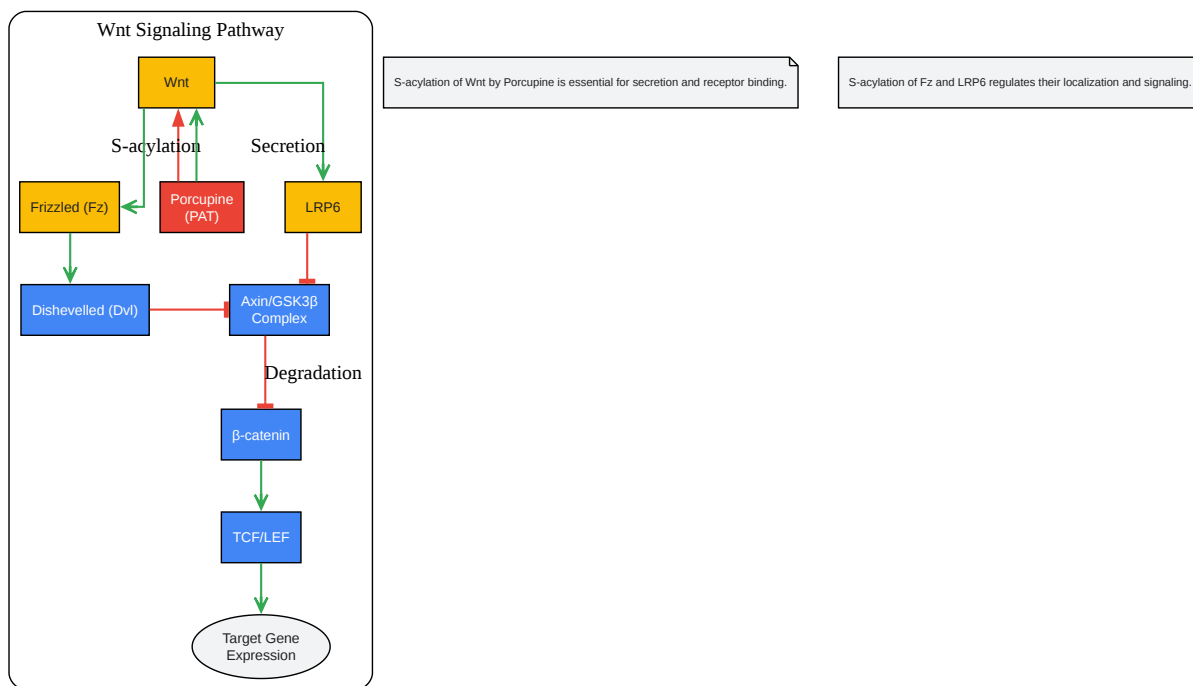 Wnt Signaling Pathway
Wnt
S-acylation of Wnt by Porcupine is essential for secretion and receptor binding.
S-acylation of Fz and LRP6 regulates their localization and signaling.
S-acylation
Secretion
Frizzled (Fz)
Porcupine
(PAT)
LRP6
Dishevelled (Dvl)
Axin/GSK3β
Complex
Degradation
β-catenin
TCF/LEF
Target Gene
Expression